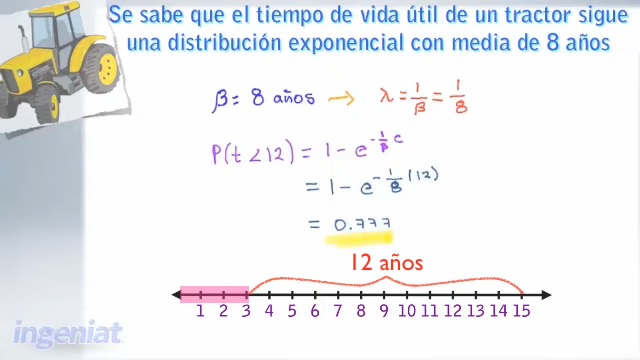 Se sabe que el tiempo de vida útil de un tractor sigue
una distribución exponencial con media de 8 años
β = 8 años → λ = 1/β = 1/8
P(t < 12) = 1 - e^(-1/β t)
= 1 - e^(-1/8 (12))
= 0.777
12 años
1 2 3 4 5 6 7 8 9 10 11 12 13 14 15
ingeniat